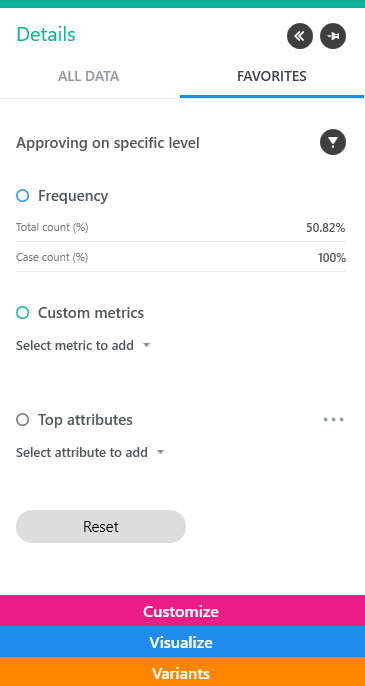 Details
ALL DATA
FAVORITES
Approving on specific level
Frequency
Total count (%)
50.82%
Case count (%)
100%
Custom metrics
Select metric to add
Top attributes
Select attribute to add
Reset
Customize
Visualize
Variants